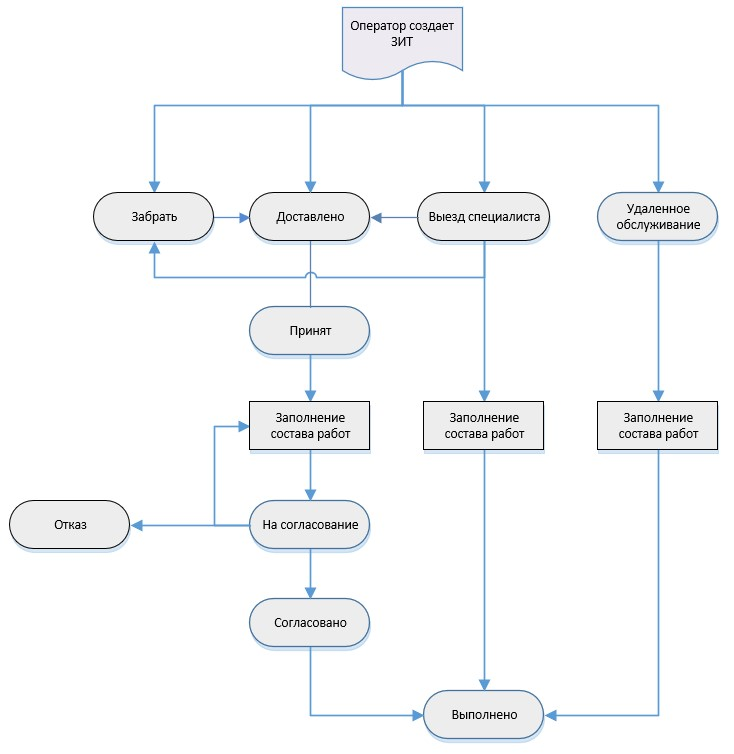 Оператор создает
ЗИТ
Забрать
Доставлено
Выезд специалиста
Удаленное
обслуживание
Принят
Заполнение
состава работ
Заполнение
состава работ
Заполнение
состава работ
Отказ
На согласование
Согласовано
Выполнено